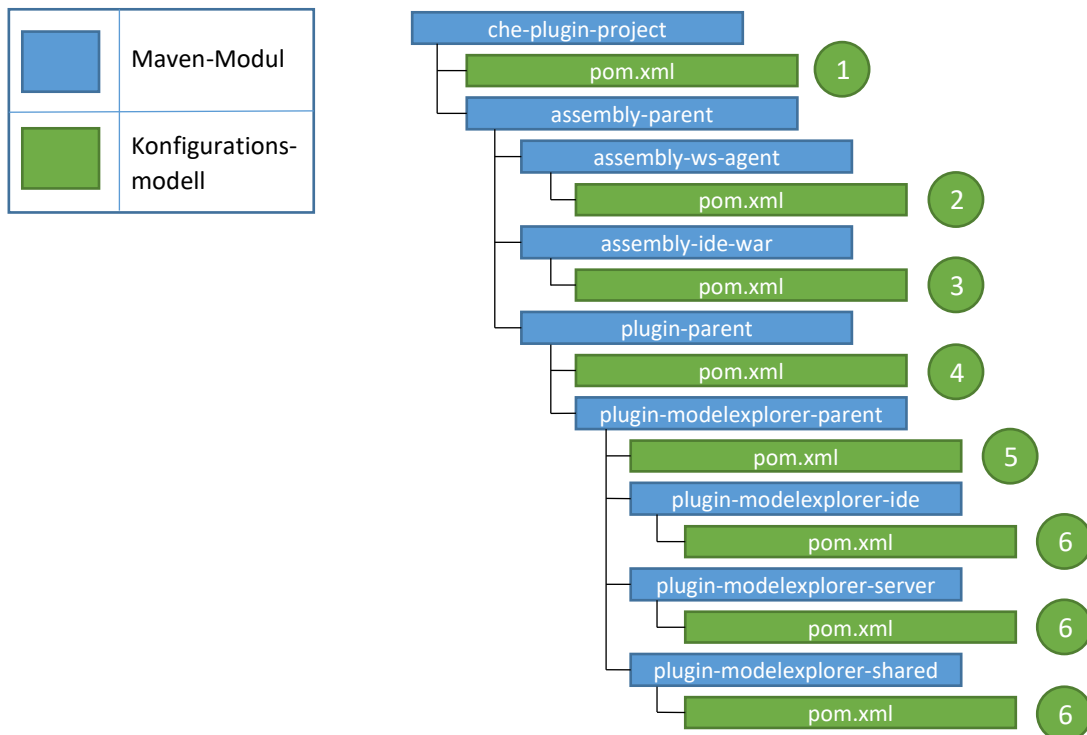 Maven-Modul
Konfigurations-
modell
che-plugin-project
pom.xml 1
assembly-parent
assembly-ws-agent
pom.xml 2
assembly-ide-war
pom.xml 3
plugin-parent
pom.xml 4
plugin-modelexplorer-parent
pom.xml 5
plugin-modelexplorer-ide
pom.xml 6
plugin-modelexplorer-server
pom.xml 6
plugin-modelexplorer-shared
pom.xml 6